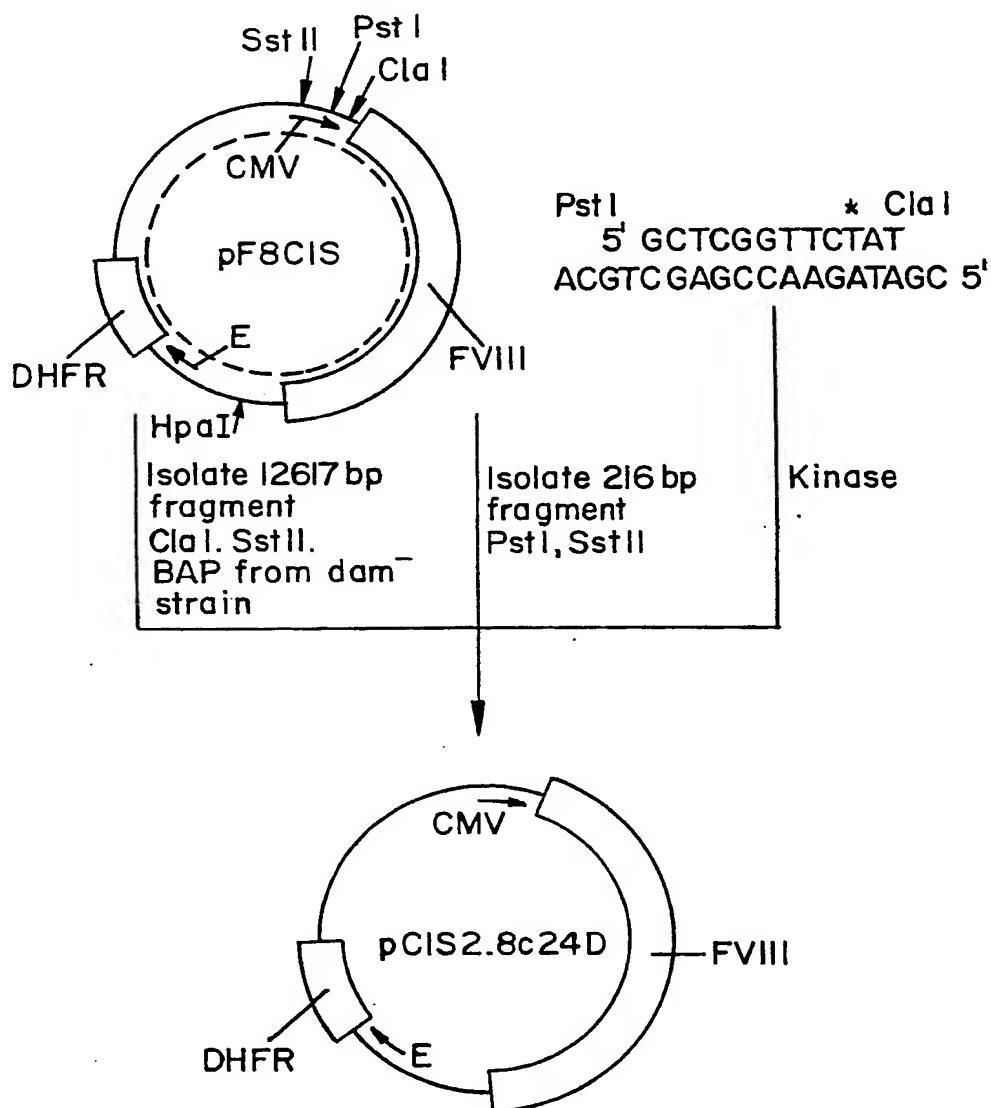 Sst II
Pst I
Cla I
CMV
pF8CIS
E
DHFR
FVIII
HpaI
Pst I * Cla I
5' GCTCGGTTCTAT
ACGTCGAGCCAAGATAGC 5'
Isolate 12617 bp
fragment
Cla I. Sst II.
BAP from dam⁻
strain
Isolate 216 bp
fragment
Pst I, Sst II
Kinase
CMV
pCIS2.8c24D
FVIII
DHFR
E